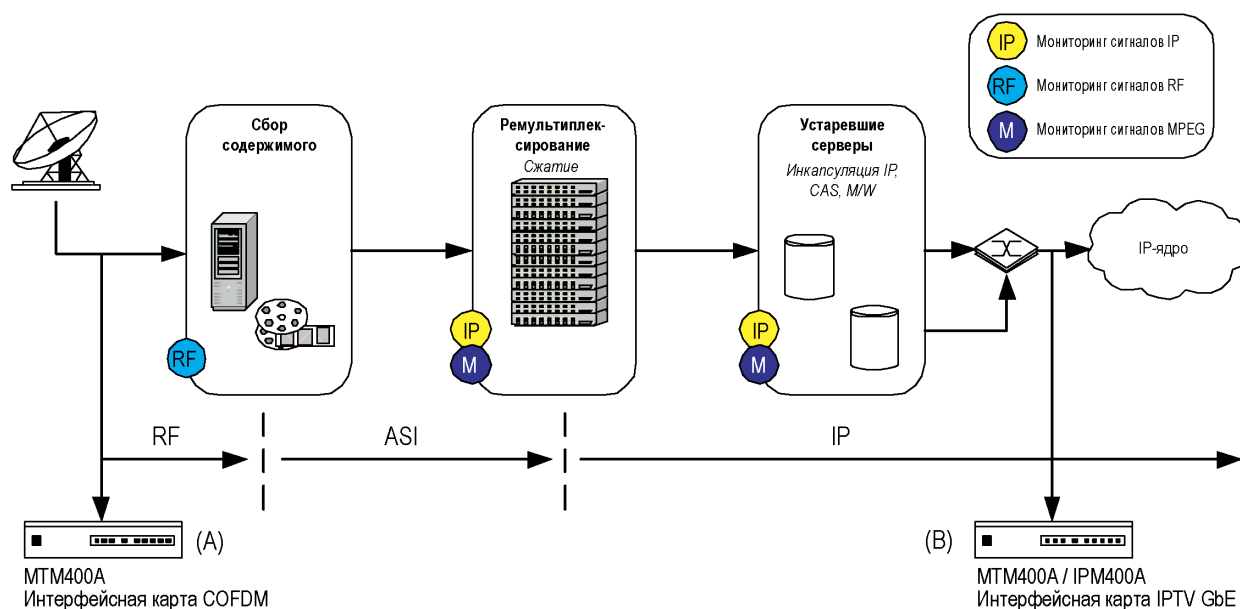 IP
Мониторинг сигналов IP
RF
Мониторинг сигналов RF
M
Мониторинг сигналов MPEG
Сбор
содержимого
RF
Ремультиплек-
сирование
Сжатие
IP
M
Устаревшие
серверы
Инкапсуляция IP,
CAS, M/W
IP
M
IP-ядро
RF
ASI
IP
(A)
MTM400A
Интерфейсная карта COFDM
(B)
MTM400A / IPM400A
Интерфейсная карта IPTV GbE